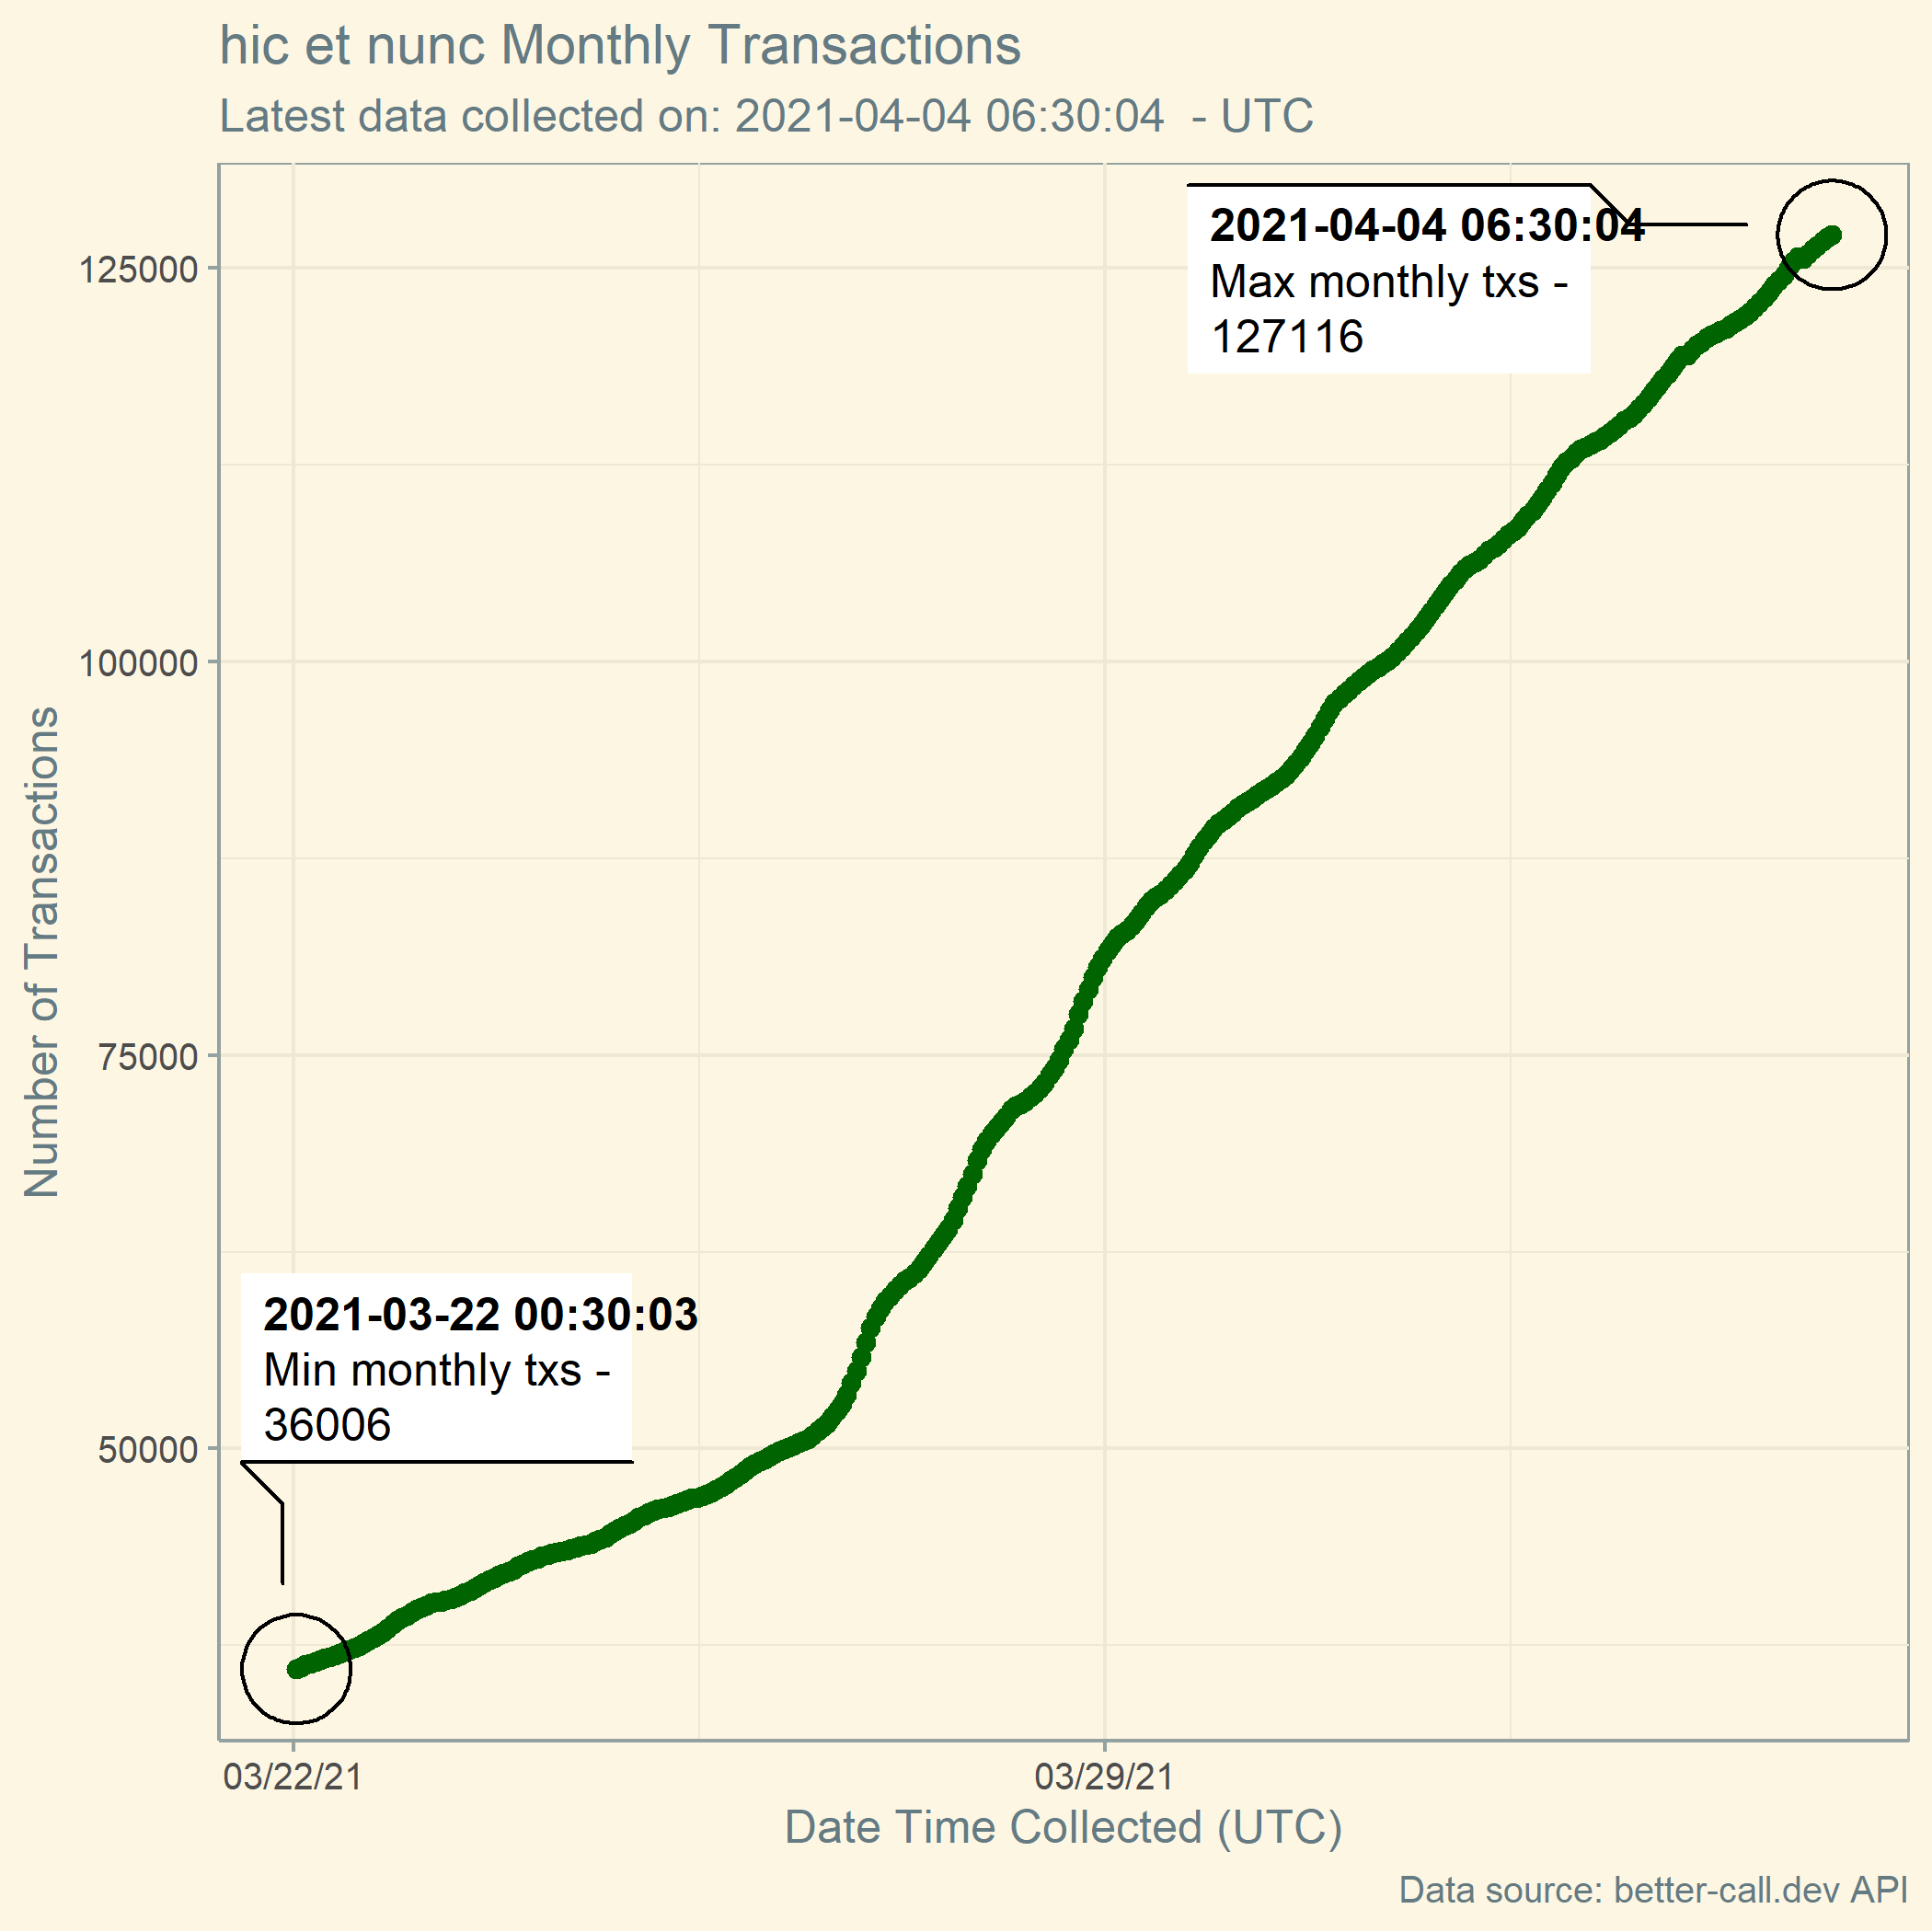 hic et nunc Monthly Transactions
Latest data collected on: 2021-04-04 06:30:04  - UTC
2021-04-04 06:30:04
Max monthly txs -
127116
125000
100000
75000
50000
Number of Transactions
2021-03-22 00:30:03
Min monthly txs -
36006
03/22/21
03/29/21
Date Time Collected (UTC)
Data source: better-call.dev API